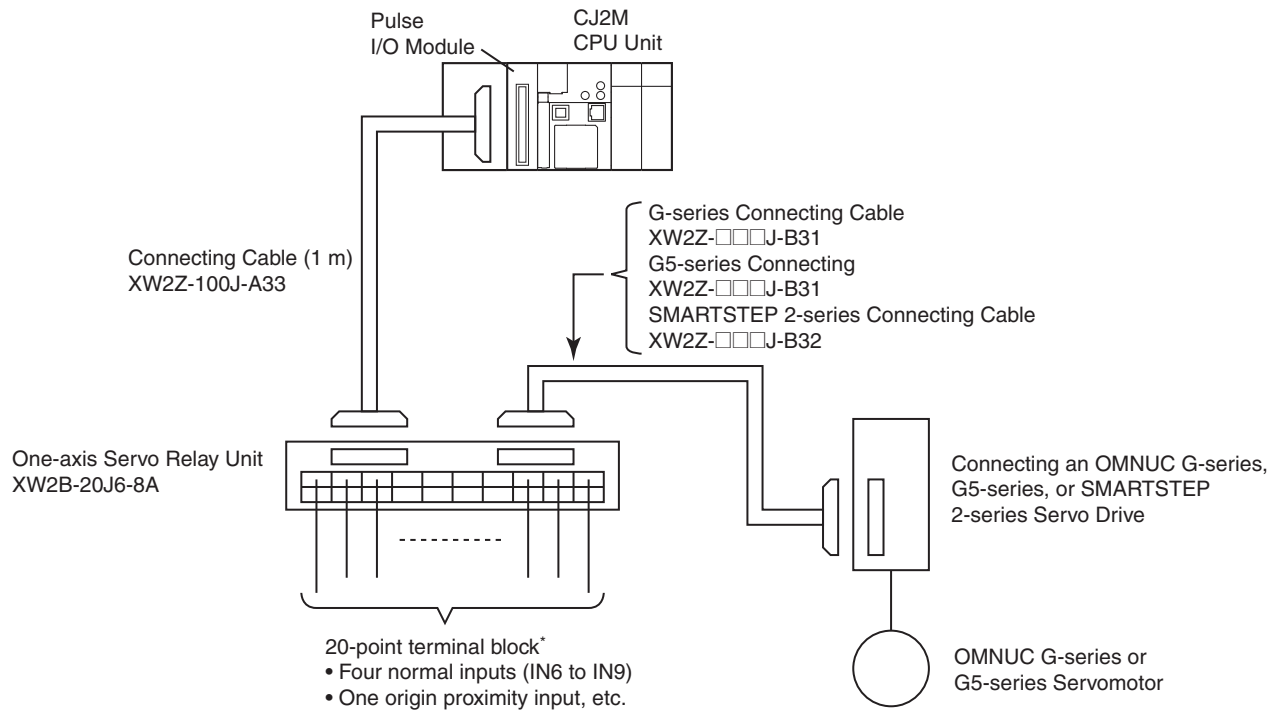 Pulse
I/O Module
CJ2M
CPU Unit
G-series Connecting Cable
XW2Z-□□□J-B31
G5-series Connecting
XW2Z-□□□J-B31
SMARTSTEP 2-series Connecting Cable
XW2Z-□□□J-B32
Connecting Cable (1 m)
XW2Z-100J-A33
One-axis Servo Relay Unit
XW2B-20J6-8A
Connecting an OMNUC G-series,
G5-series, or SMARTSTEP
2-series Servo Drive
20-point terminal block*
• Four normal inputs (IN6 to IN9)
• One origin proximity input, etc.
OMNUC G-series or
G5-series Servomotor